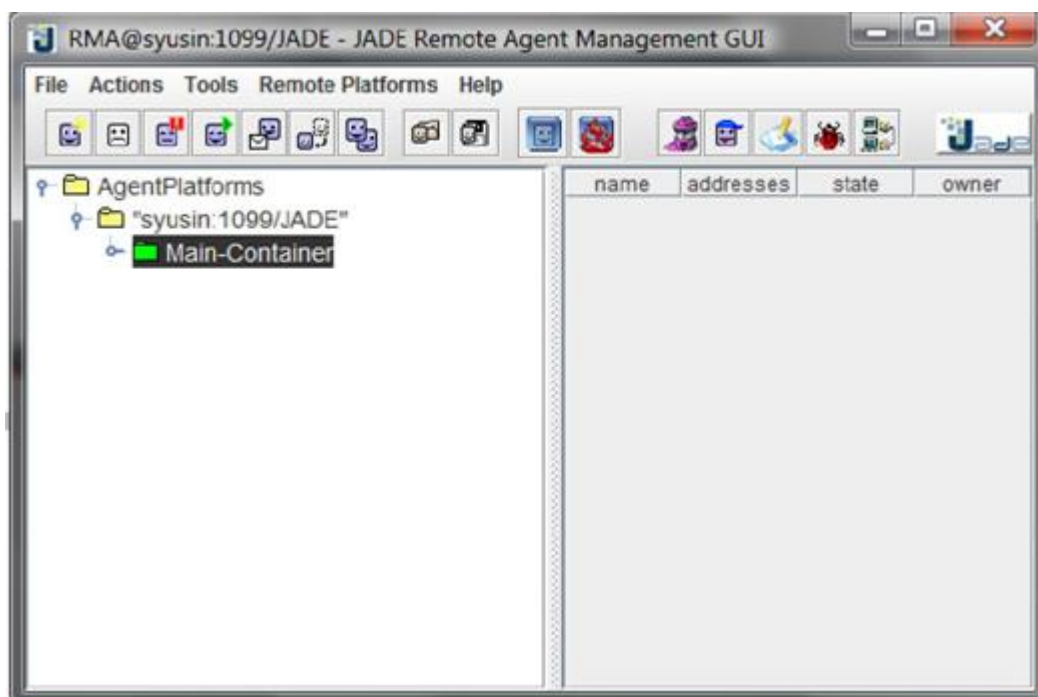 RMA@syusin:1099/JADE - JADE Remote Agent Management GUI
File Actions Tools Remote Platforms Help
Jade
AgentPlatforms
"syusin:1099/JADE"
Main-Container
name addresses state owner